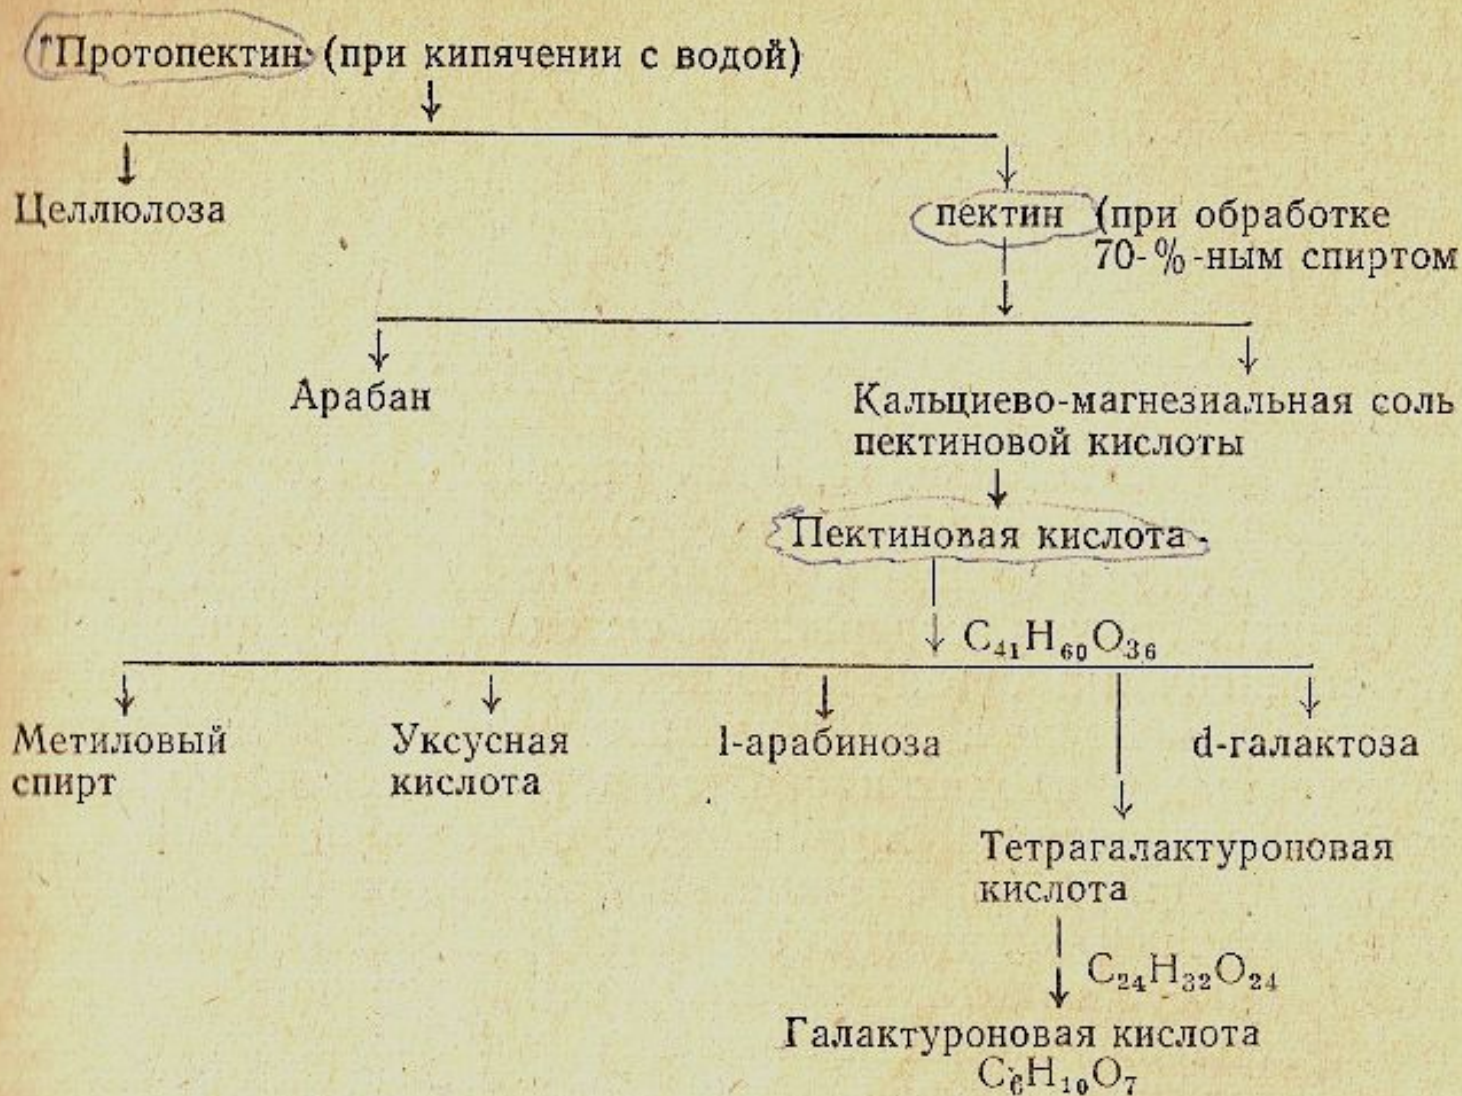 Протопектин (при кипячении с водой)
Целлюлоза
пектин (при обработке
70-%-ным спиртом
Арабан
Кальциево-магнезиальная соль
пектиновой кислоты
Пектиновая кислота
C₄₁H₆₀O₃₆
Метиловый
спирт
Уксусная
кислота
l-арабиноза
d-галактоза
Тетрагалактуроновая
кислота
C₂₄H₃₂O₂₄
Галактуроновая кислота
C₆H₁₀O₇